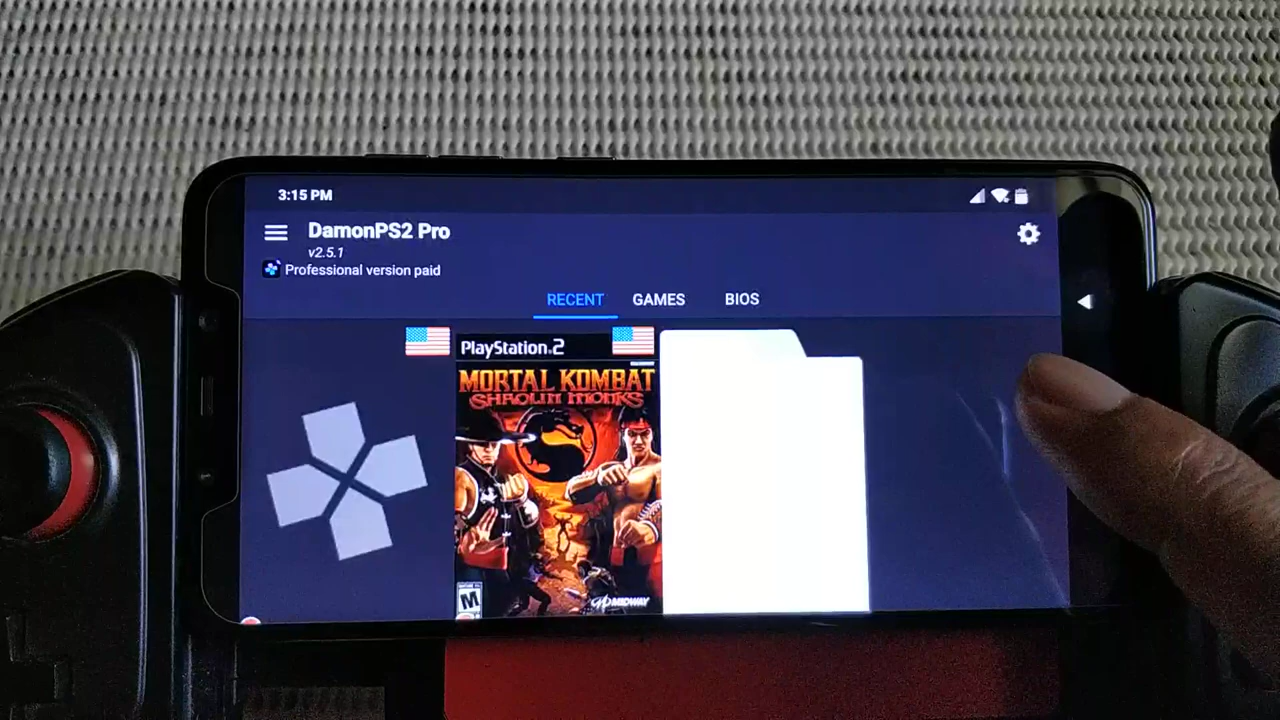 3:15 PM
DamonPS2 Pro
v2.5.1
Professional version paid
RECENT GAMES BIOS
PlayStation.2
MORTAL KOMBAT
SHAOLIN MONKS
M
MIDWAY